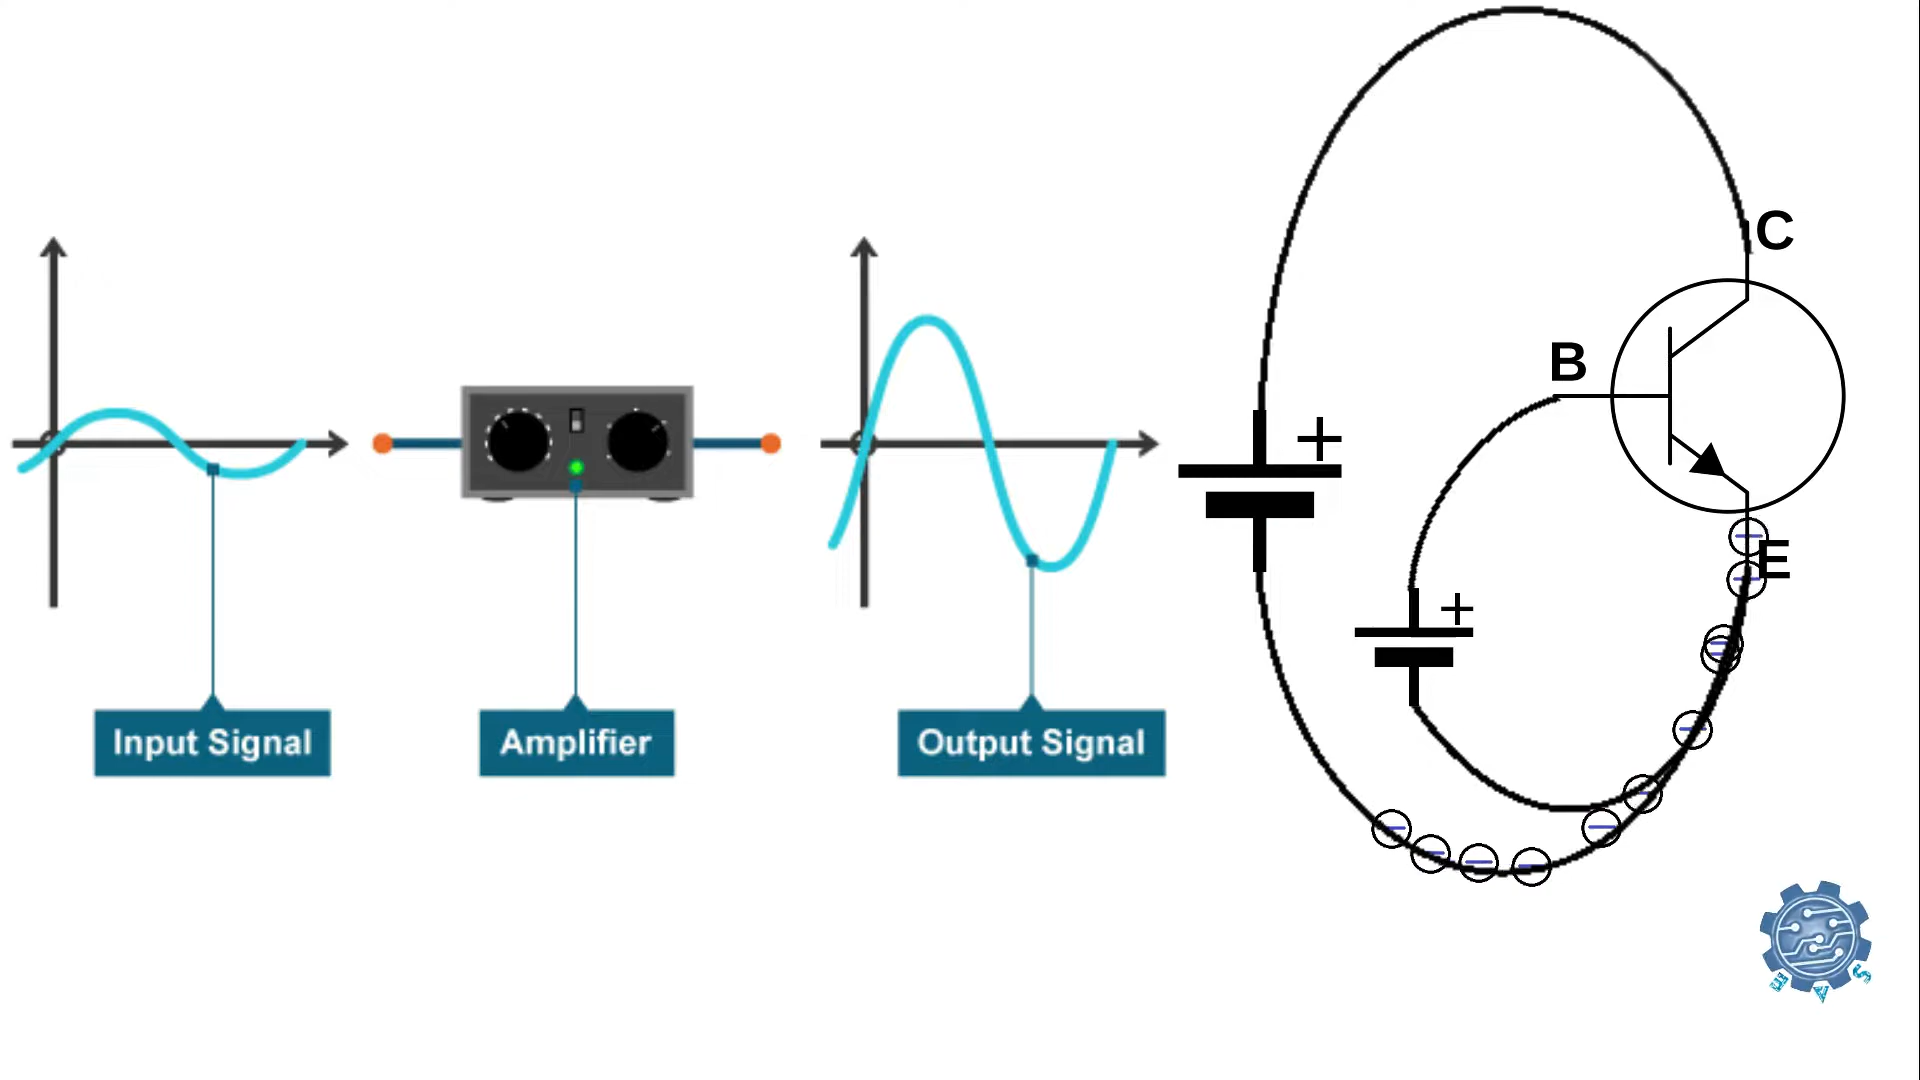 Input Signal
Amplifier
Output Signal
C
B
E
+
+
E A S